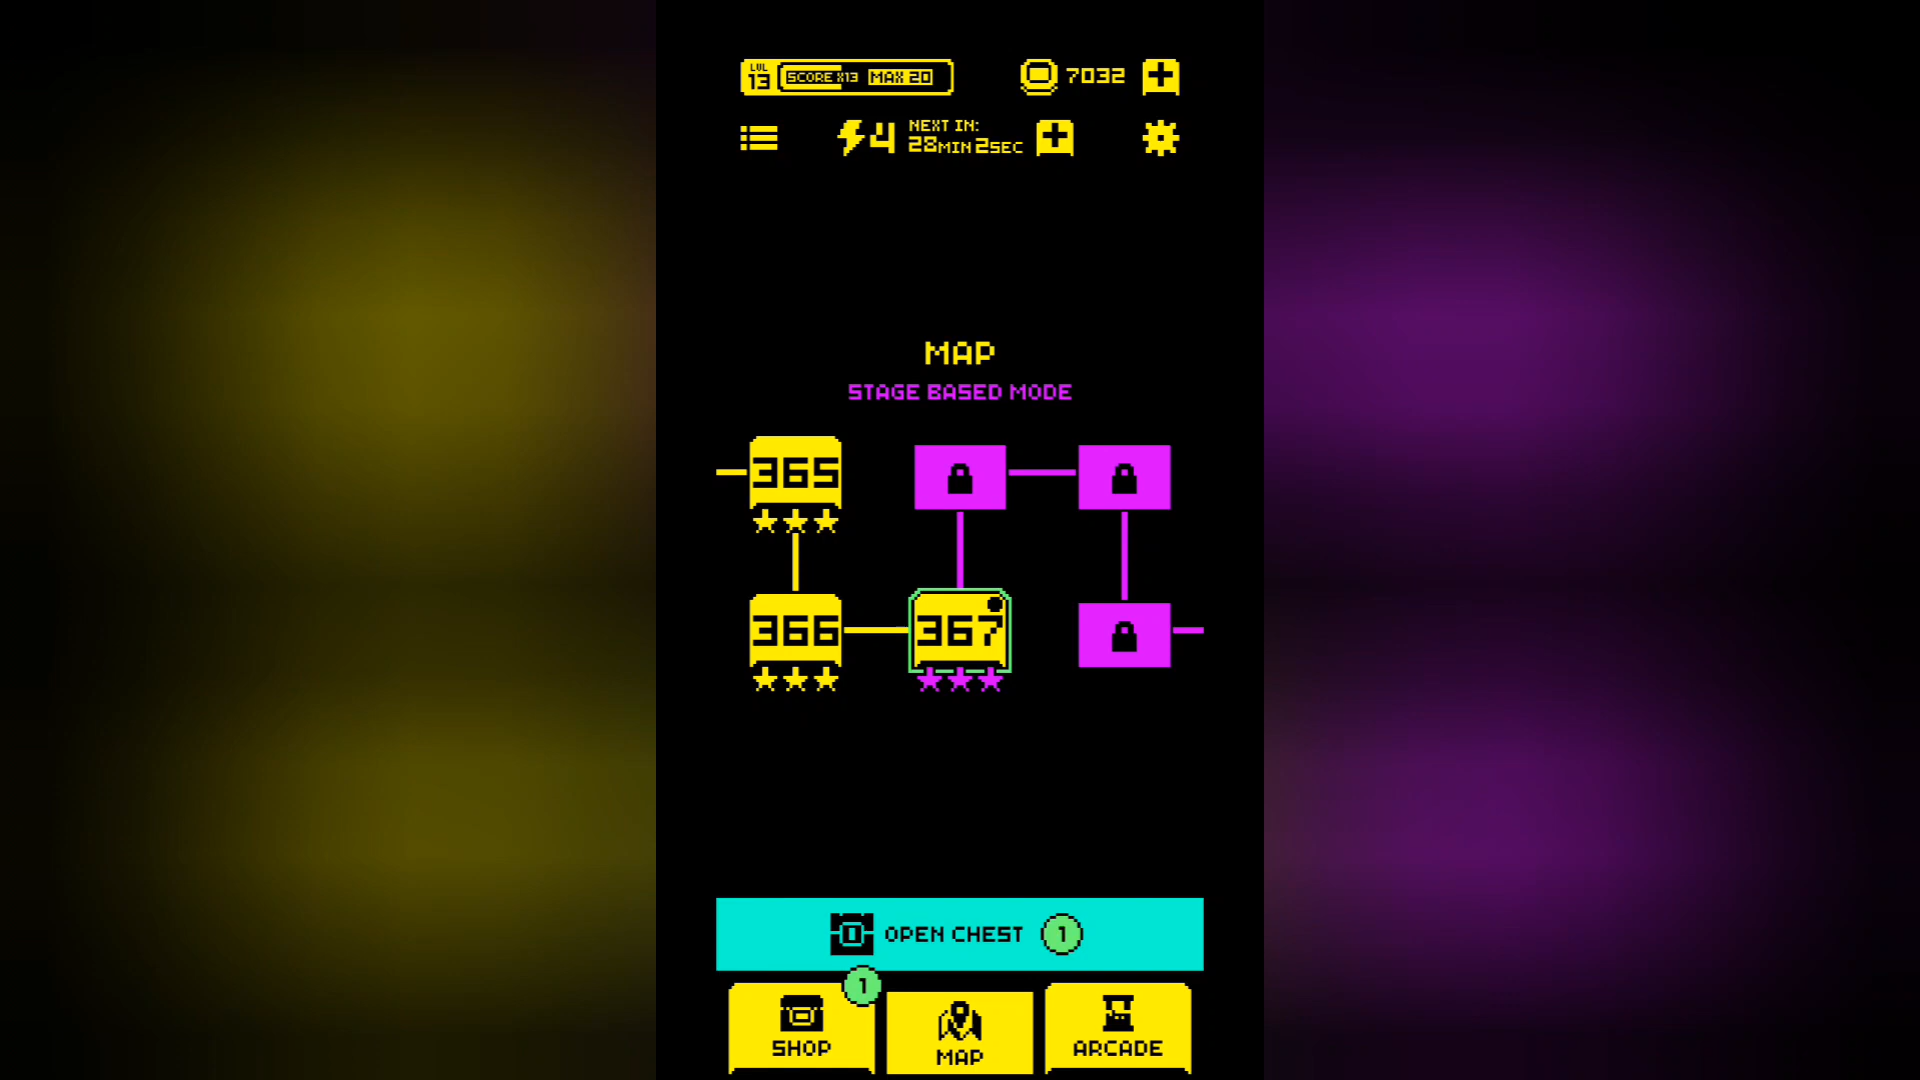 LVL 13 SCORE X13 MAX 20
7032
4 NEXT IN:
28MIN 2SEC
MAP
STAGE BASED MODE
365
366 367
OPEN CHEST 1
1
SHOP MAP ARCADE